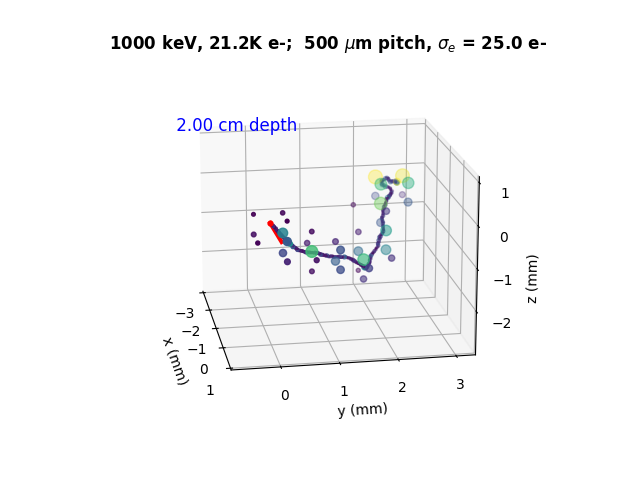 1000 keV, 21.2K e-;  500 μm pitch, σₑ = 25.0 e-
2.00 cm depth
1
0
−1
−2
z (mm)
−3
−2
−1
0
x (mm)
1
0
1
2
3
y (mm)